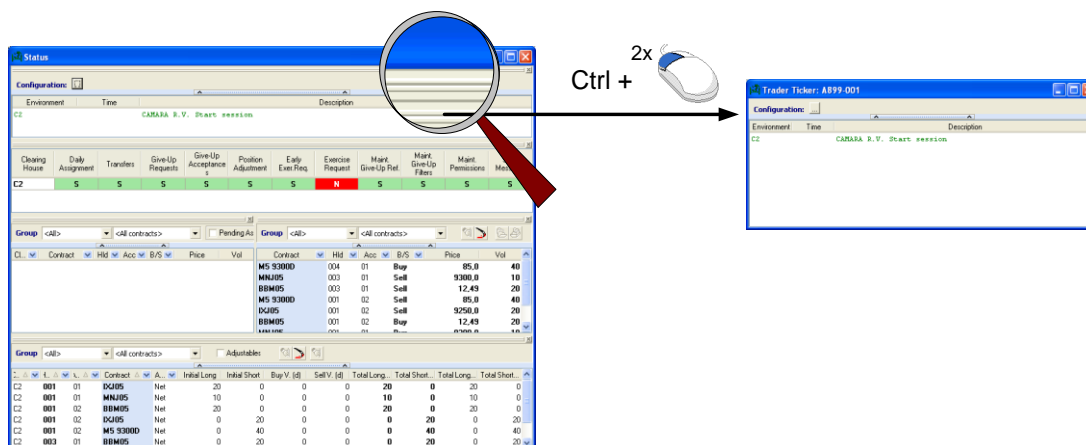 Status
Configuration:
Environment Time Description
C2 CAMARA R.V. Start session
Clearing House Daily Assignment Transfers Give-Up Requests Give-Up Acceptance s Position Adjustment Early Exer.Req. Exercise Request Maint. Give-Up Ref. Maint. Give-Up Filters Maint. Permissions
C2 S S S S S S N S S S S
Group <All> <All contracts> Pending As Group <All> <All contracts>
Cl... Contract Hld Acc B/S Price Vol Contract Hld Acc B/S Price Vol
M5 9300D 004 01 Buy 85,0 40
MNJ05 003 01 Sell 9300,0 10
BBM05 003 01 Sell 12,49 20
M5 9300D 001 02 Sell 85,0 40
IXJ05 001 02 Sell 9250,0 20
BBM05 001 02 Buy 12,49 20
Group <All> <All contracts> Adjustables
Contract A... Initial Long Initial Short Buy V. (d) Sell V. (d) Total Long... Total Short... Total Long... Total Short...
C2 001 01 IXJ05 Net 20 0 0 0 20 0 20 0
C2 001 01 MNJ05 Net 10 0 0 0 10 0 10 0
C2 001 02 BBM05 Net 20 0 0 0 20 0 20 0
C2 001 02 IXJ05 Net 0 20 0 0 0 20 0 20
C2 001 02 M5 9300D Net 0 40 0 0 0 40 0 40
C2 003 01 BBM05 Net 0 20 0 0 0 20 0 20
2x
Ctrl +
Trader Ticker: A899-001
Configuration: ...
Environment Time Description
C2 CAMARA R.V. Start session